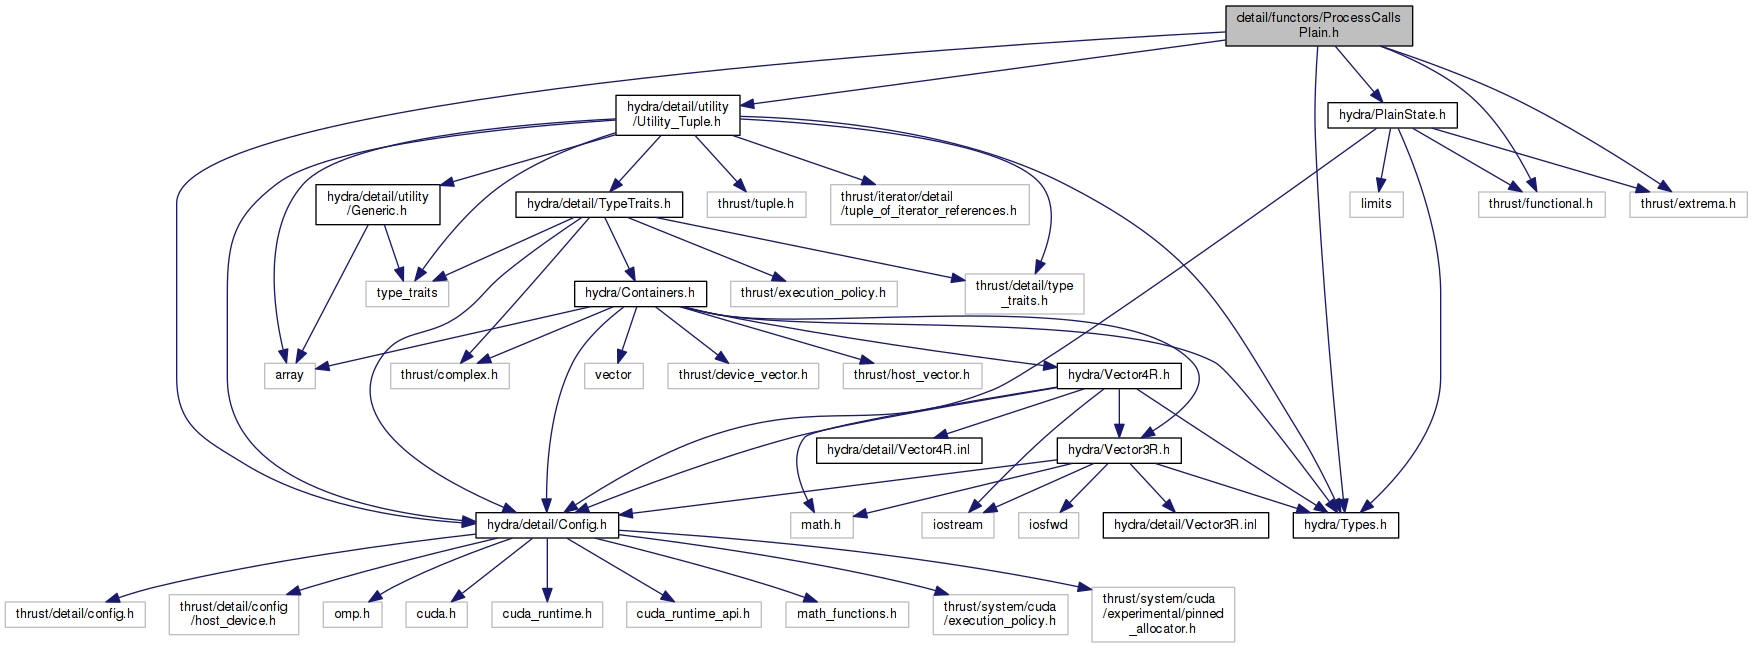 detail/functors/ProcessCalls
Plain.h
hydra/detail/utility
/Utility_Tuple.h
hydra/PlainState.h
hydra/detail/utility
/Generic.h
hydra/detail/TypeTraits.h
thrust/tuple.h
thrust/iterator/detail
/tuple_of_iterator_references.h
limits
thrust/functional.h
thrust/extrema.h
type_traits
hydra/Containers.h
thrust/execution_policy.h
thrust/detail/type
_traits.h
array
thrust/complex.h
vector
thrust/device_vector.h
thrust/host_vector.h
hydra/Vector4R.h
hydra/detail/Vector4R.inl
hydra/Vector3R.h
hydra/detail/Config.h
math.h
iostream
iosfwd
hydra/detail/Vector3R.inl
hydra/Types.h
thrust/detail/config.h
thrust/detail/config
/host_device.h
omp.h
cuda.h
cuda_runtime.h
cuda_runtime_api.h
math_functions.h
thrust/system/cuda
/execution_policy.h
thrust/system/cuda
/experimental/pinned
_allocator.h